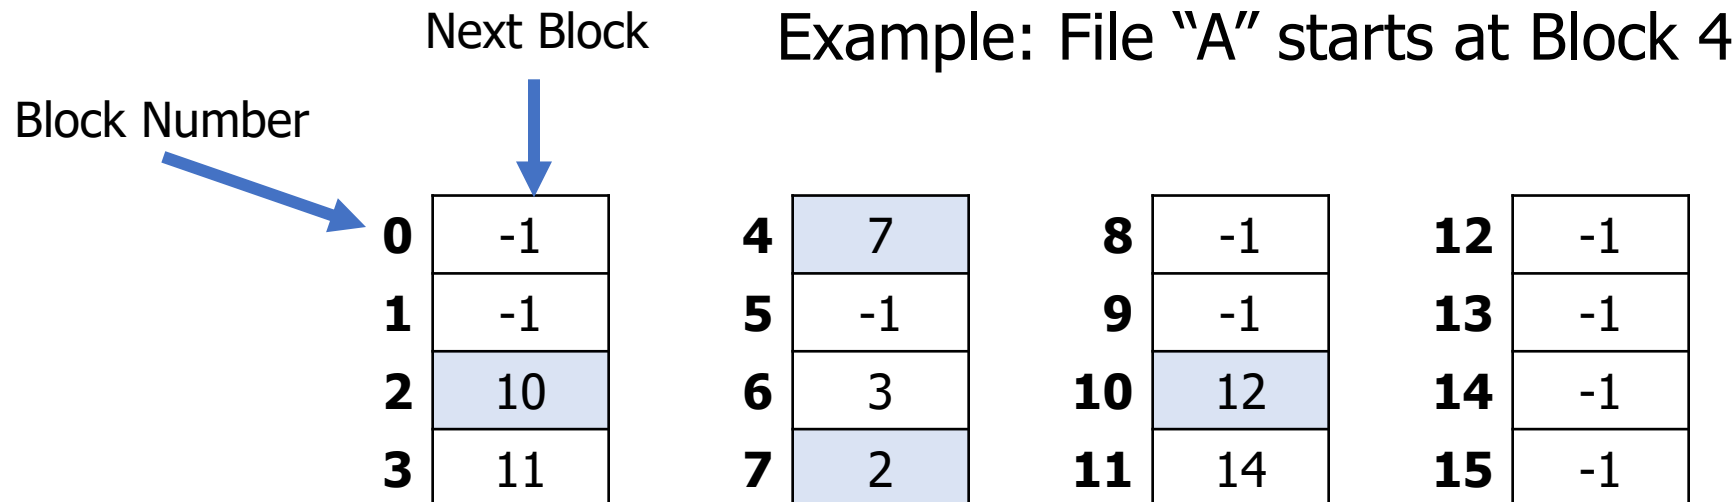 Next Block
Example: File “A” starts at Block 4
Block Number
0 -1 4 7 8 -1 12 -1
1 -1 5 -1 9 -1 13 -1
2 10 6 3 10 12 14 -1
3 11 7 2 11 14 15 -1